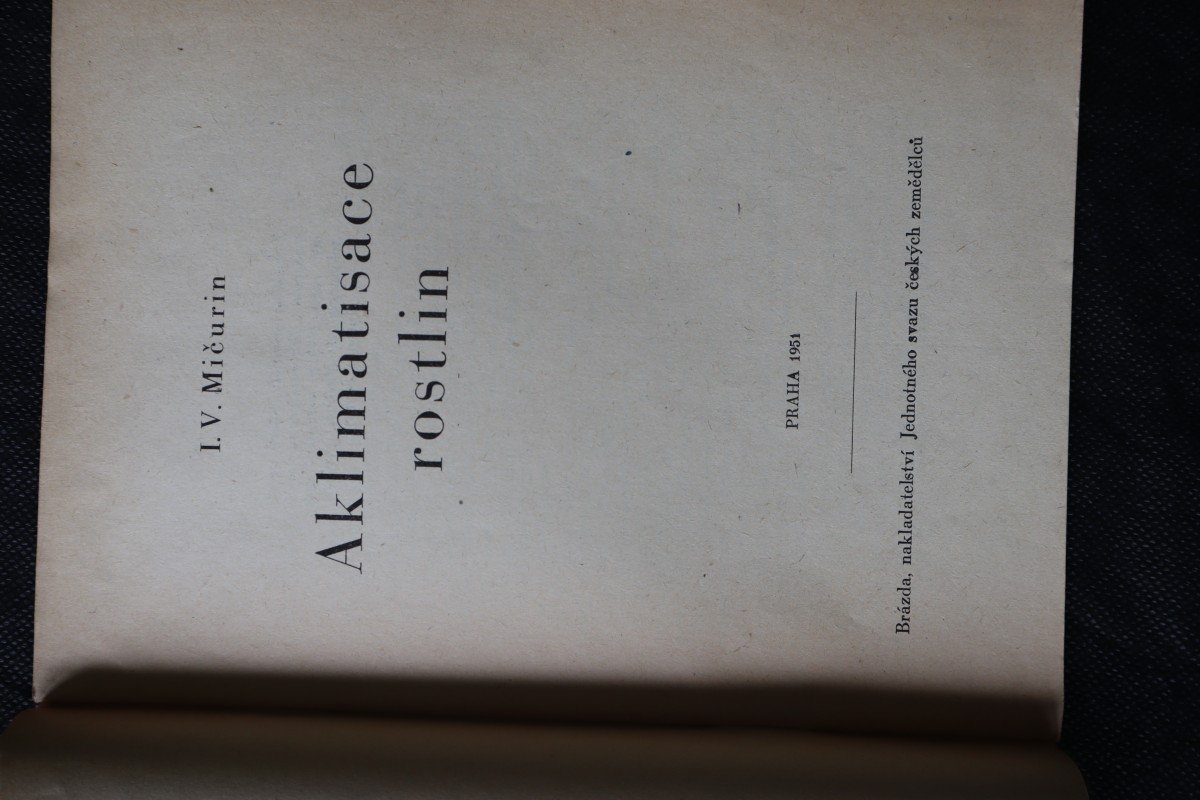 I. V. Mičurin
Aklimatisace
rostlin
PRAHA 1951
Brázda, nakladatelství Jednotného svazu českých zemědělců